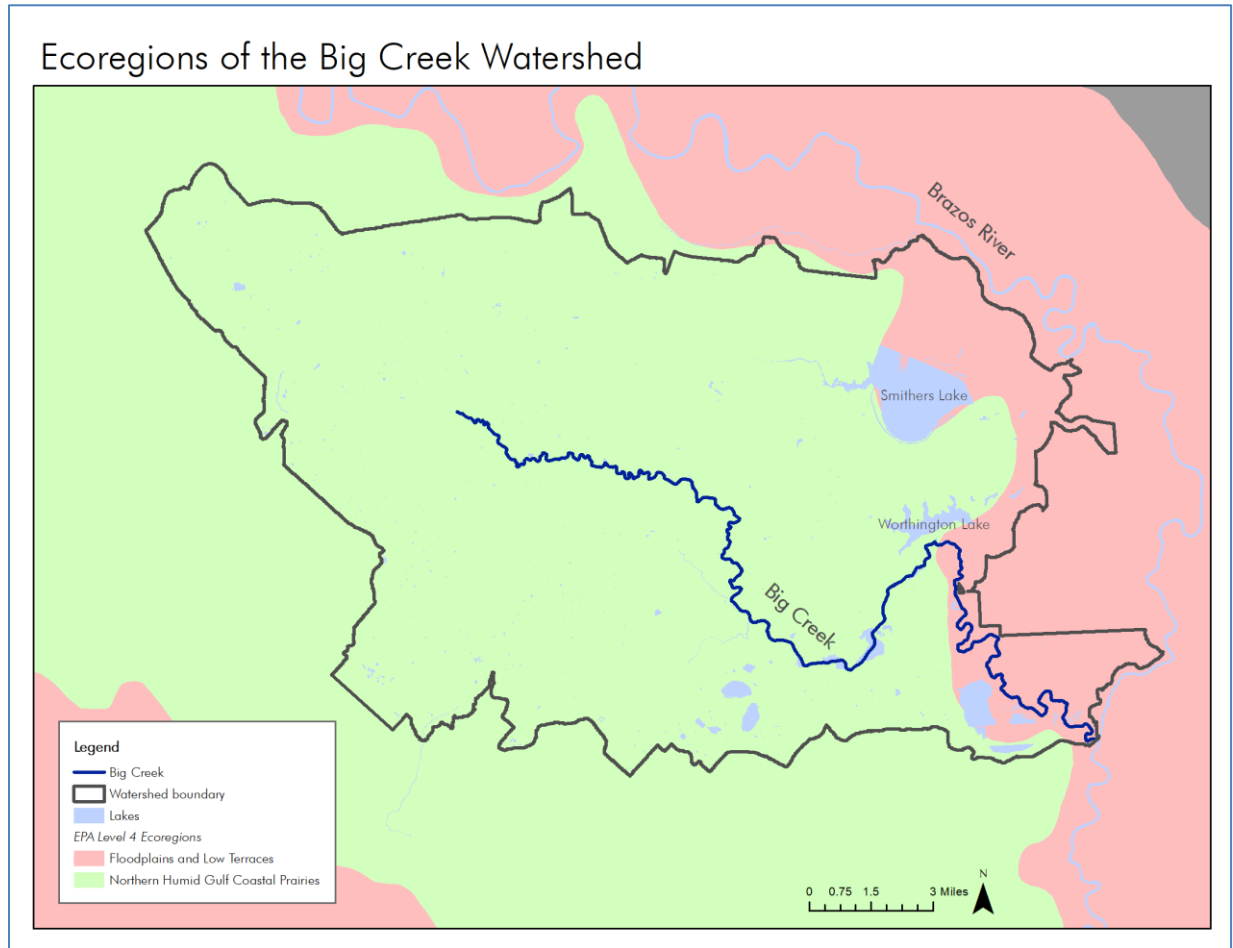 Ecoregions of the Big Creek Watershed
Brazos River
Smithers Lake
Worthington Lake
Big Creek
Legend
Big Creek
Watershed boundary
Lakes
EPA Level 4 Ecoregions
Floodplains and Low Terraces
Northern Humid Gulf Coastal Prairies
0 0.75 1.5 3 Miles
N